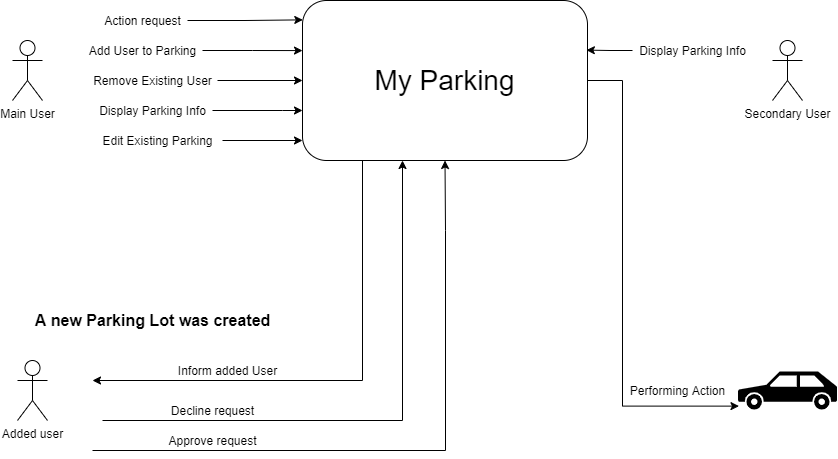 Action request
Add User to Parking
Remove Existing User
Display Parking Info
Edit Existing Parking
Main User
My Parking
Display Parking Info
Secondary User
A new Parking Lot was created
Inform added User
Decline request
Approve request
Added user
Performing Action